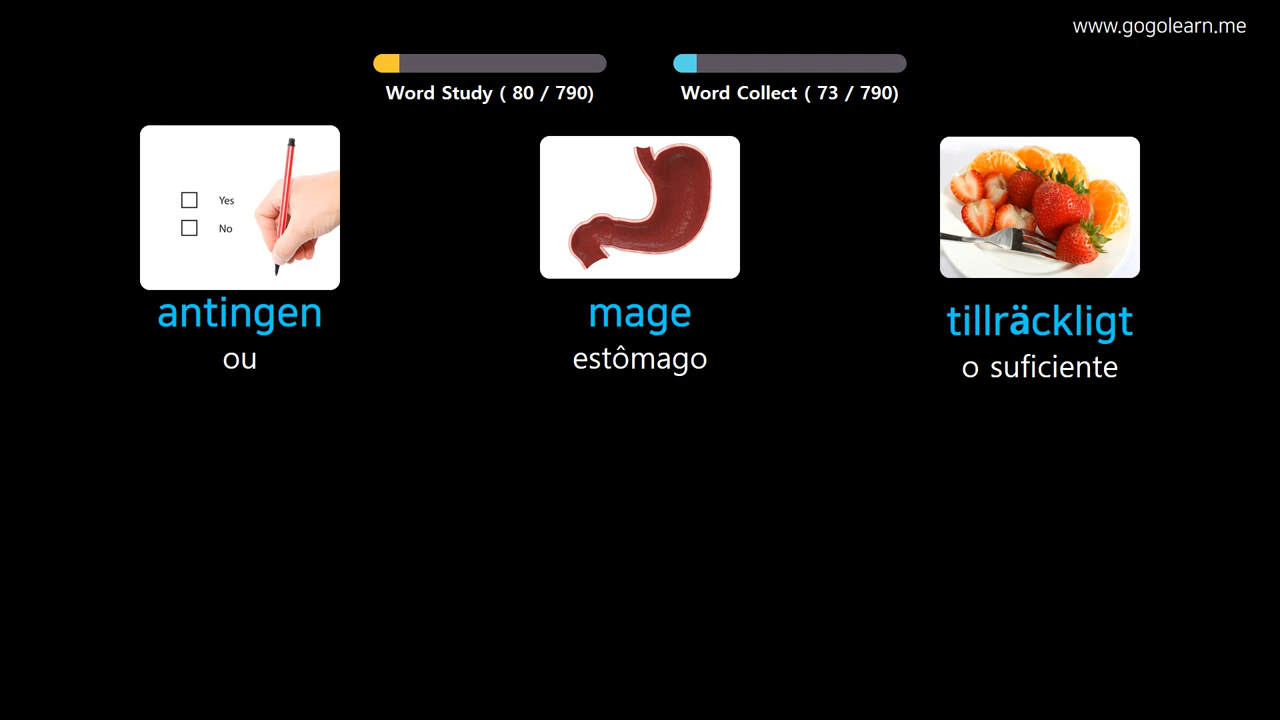 www.gogolearn.me
Word Study ( 80 / 790)
Word Collect ( 73 / 790)
Yes
No
antingen
ou
mage
estômago
tillräckligt
o suficiente